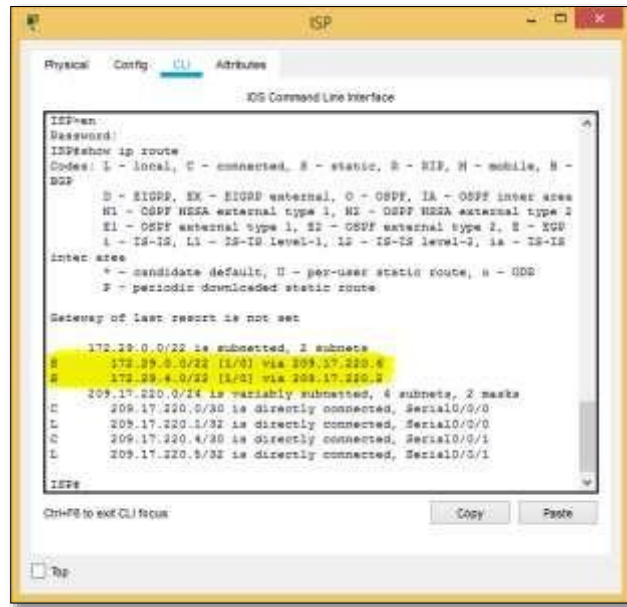 ISP
Physical Config CLI Attributes
IOS Command Line Interface
ISP>en
Password:
ISP#show ip route
Codes: L - local, C - connected, S - static, R - RIP, M - mobile, B -
BGP
D - EIGRP, EX - EIGRP external, O - OSPF, IA - OSPF inter area
N1 - OSPF NSSA external type 1, N2 - OSPF NSSA external type 2
E1 - OSPF external type 1, E2 - OSPF external type 2, E - EGP
i - IS-IS, L1 - IS-IS level-1, L2 - IS-IS level-2, ia - IS-IS
inter area
* - candidate default, U - per-user static route, o - ODR
P - periodic downloaded static route
Gateway of last resort is not set
172.29.0.0/22 is subnetted, 2 subnets
S 172.29.0.0/22 [1/0] via 209.17.220.6
S 172.29.4.0/22 [1/0] via 209.17.220.2
209.17.220.0/24 is variably subnetted, 4 subnets, 2 masks
C 209.17.220.0/30 is directly connected, Serial0/0/0
L 209.17.220.1/32 is directly connected, Serial0/0/0
C 209.17.220.4/30 is directly connected, Serial0/0/1
L 209.17.220.5/32 is directly connected, Serial0/0/1
ISP#
Ctrl+F6 to exit CLI focus
Copy Paste
Top